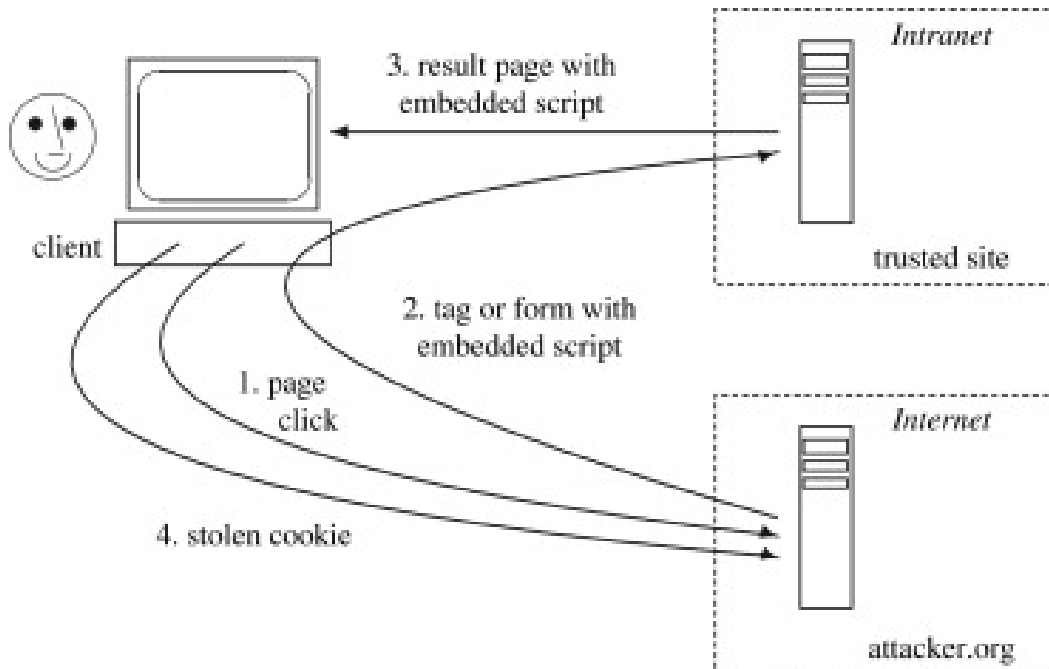 Intranet
3. result page with
embedded script
client
trusted site
2. tag or form with
embedded script
1. page
click
Internet
4. stolen cookie
attacker.org